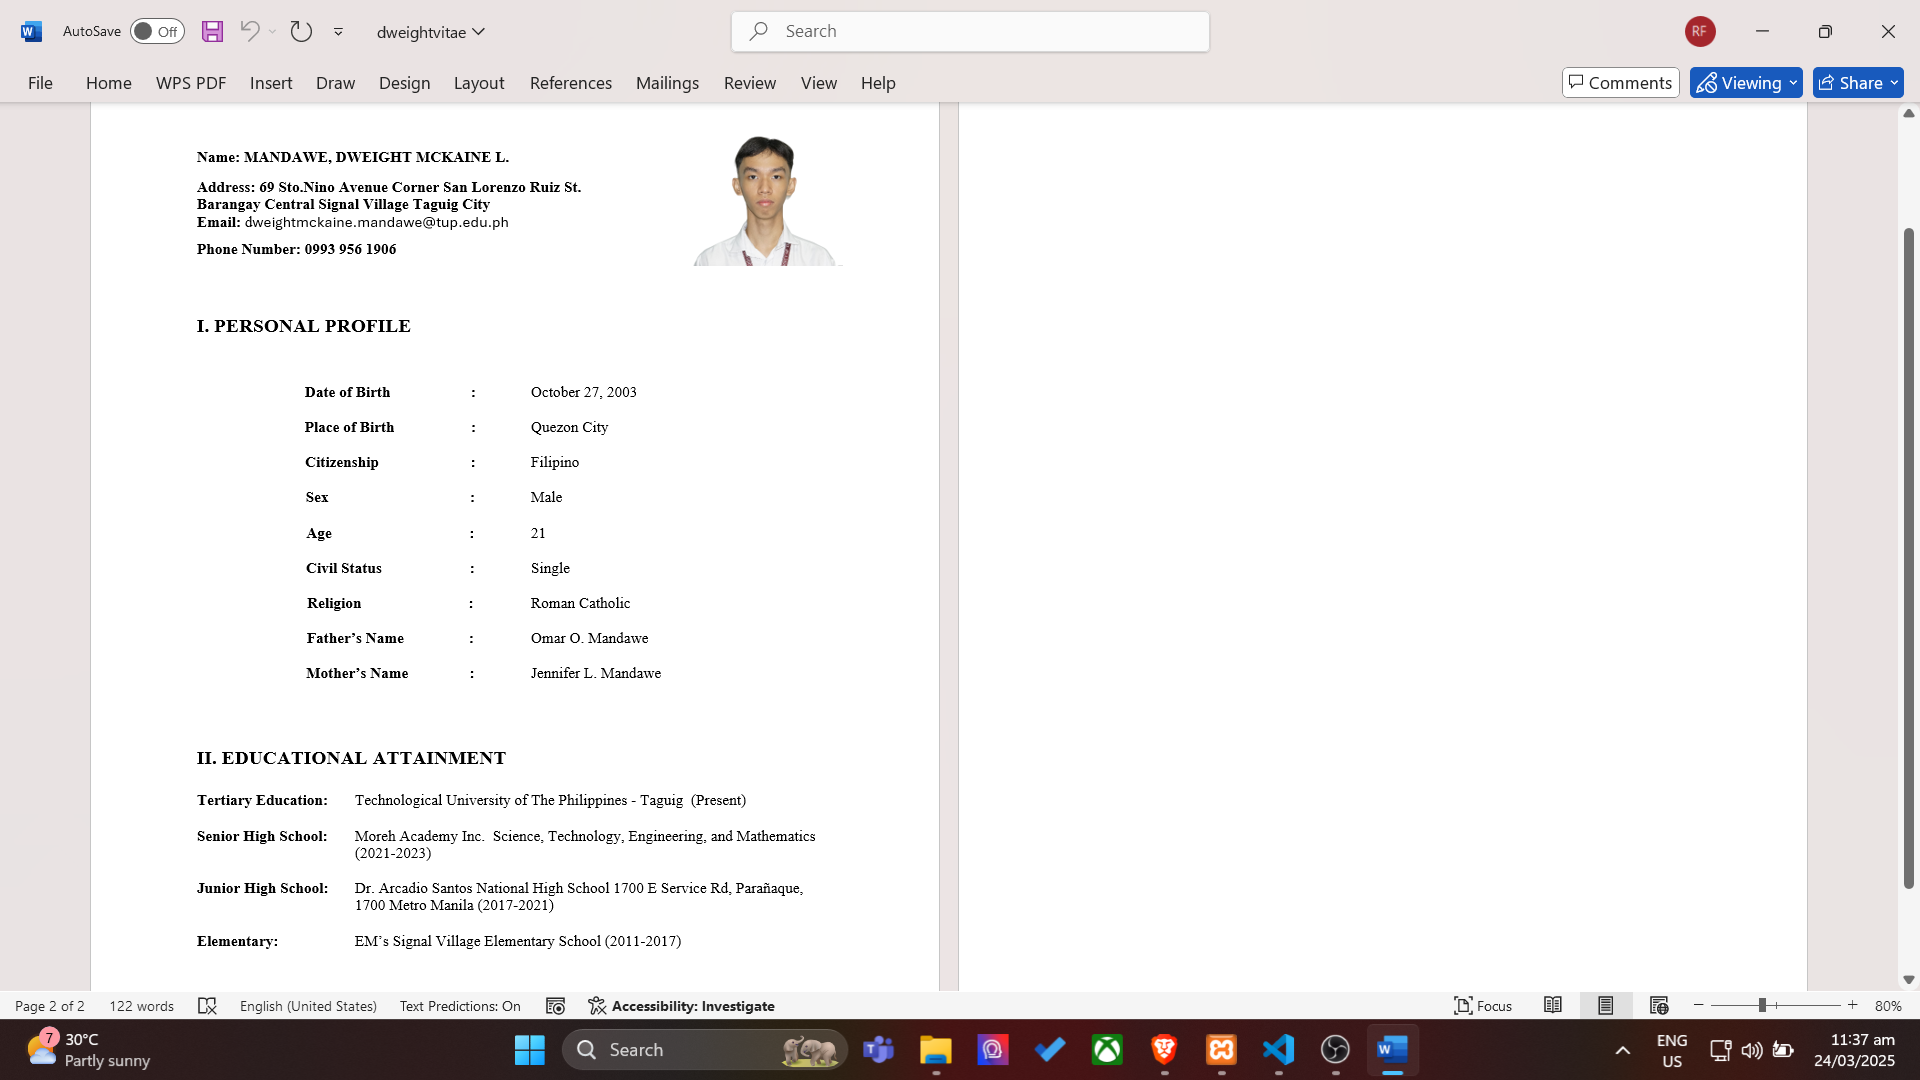 AutoSave Off dweightvitae Search RF
File Home WPS PDF Insert Draw Design Layout References Mailings Review View Help Comments Viewing Share
Name: MANDAWE, DWEIGHT MCKAINE L.
Address: 69 Sto.Nino Avenue Corner San Lorenzo Ruiz St.
Barangay Central Signal Village Taguig City
Email: dweightmckaine.mandawe@tup.edu.ph
Phone Number: 0993 956 1906
I. PERSONAL PROFILE
Date of Birth : October 27, 2003
Place of Birth : Quezon City
Citizenship : Filipino
Sex : Male
Age : 21
Civil Status : Single
Religion : Roman Catholic
Father’s Name : Omar O. Mandawe
Mother’s Name : Jennifer L. Mandawe
II. EDUCATIONAL ATTAINMENT
Tertiary Education: Technological University of The Philippines - Taguig (Present)
Senior High School: Moreh Academy Inc. Science, Technology, Engineering, and Mathematics
(2021-2023)
Junior High School: Dr. Arcadio Santos National High School 1700 E Service Rd, Parañaque,
1700 Metro Manila (2017-2021)
Elementary: EM’s Signal Village Elementary School (2011-2017)
Page 2 of 2 122 words English (United States) Text Predictions: On Accessibility: Investigate Focus 80%
7 30°C
Partly sunny
Search
ENG
US
11:37 am
24/03/2025